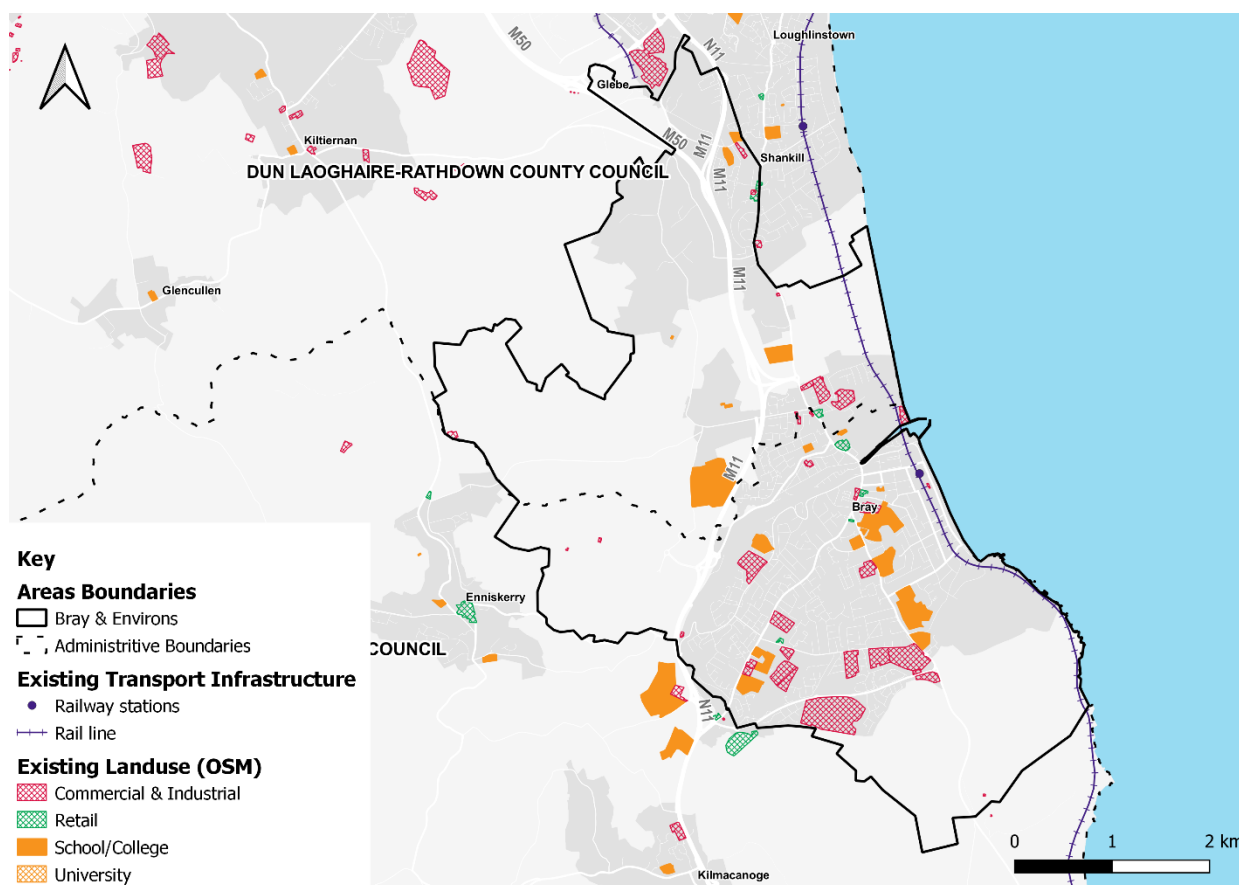 Loughlinstown
M50
N11
Glebe
M50
M11
Kiltiernan
Shankill
DUN LAOGHAIRE-RATHDOWN COUNTY COUNCIL
M11
M11
Glencullen
M11
Bray
Enniskerry
COUNCIL
N11
Kilmacanoge
Key
Areas Boundaries
Bray & Environs
Administritive Boundaries
Existing Transport Infrastructure
Railway stations
Rail line
Existing Landuse (OSM)
Commercial & Industrial
Retail
School/College
University
0 1 2 km